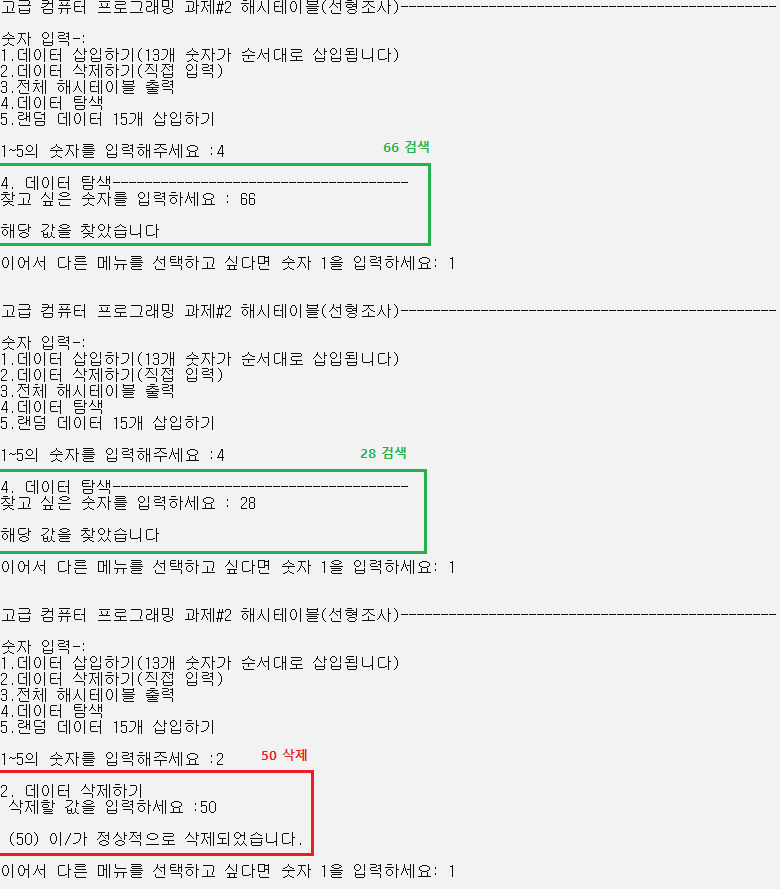 고급 컴퓨터 프로그래밍 과제#2 해시테이블(선형조사)-----------------------------------------------
숫자 입력-:
1.데이터 삽입하기(13개 숫자가 순서대로 삽입됩니다)
2.데이터 삭제하기(직접 입력)
3.전체 해시테이블 출력
4.데이터 탐색
5.랜덤 데이터 15개 삽입하기
1~5의 숫자를 입력해주세요 :4
66 검색
4. 데이터 탐색-------------------------------------
찾고 싶은 숫자를 입력하세요 : 66
해당 값을 찾았습니다
이어서 다른 메뉴를 선택하고 싶다면 숫자 1을 입력하세요: 1
고급 컴퓨터 프로그래밍 과제#2 해시테이블(선형조사)-----------------------------------------------
숫자 입력-:
1.데이터 삽입하기(13개 숫자가 순서대로 삽입됩니다)
2.데이터 삭제하기(직접 입력)
3.전체 해시테이블 출력
4.데이터 탐색
5.랜덤 데이터 15개 삽입하기
1~5의 숫자를 입력해주세요 :4
28 검색
4. 데이터 탐색-------------------------------------
찾고 싶은 숫자를 입력하세요 : 28
해당 값을 찾았습니다
이어서 다른 메뉴를 선택하고 싶다면 숫자 1을 입력하세요: 1
고급 컴퓨터 프로그래밍 과제#2 해시테이블(선형조사)-----------------------------------------------
숫자 입력-:
1.데이터 삽입하기(13개 숫자가 순서대로 삽입됩니다)
2.데이터 삭제하기(직접 입력)
3.전체 해시테이블 출력
4.데이터 탐색
5.랜덤 데이터 15개 삽입하기
1~5의 숫자를 입력해주세요 :2
50 삭제
2. 데이터 삭제하기
삭제할 값을 입력하세요 :50
(50) 이/가 정상적으로 삭제되었습니다.
이어서 다른 메뉴를 선택하고 싶다면 숫자 1을 입력하세요: 1